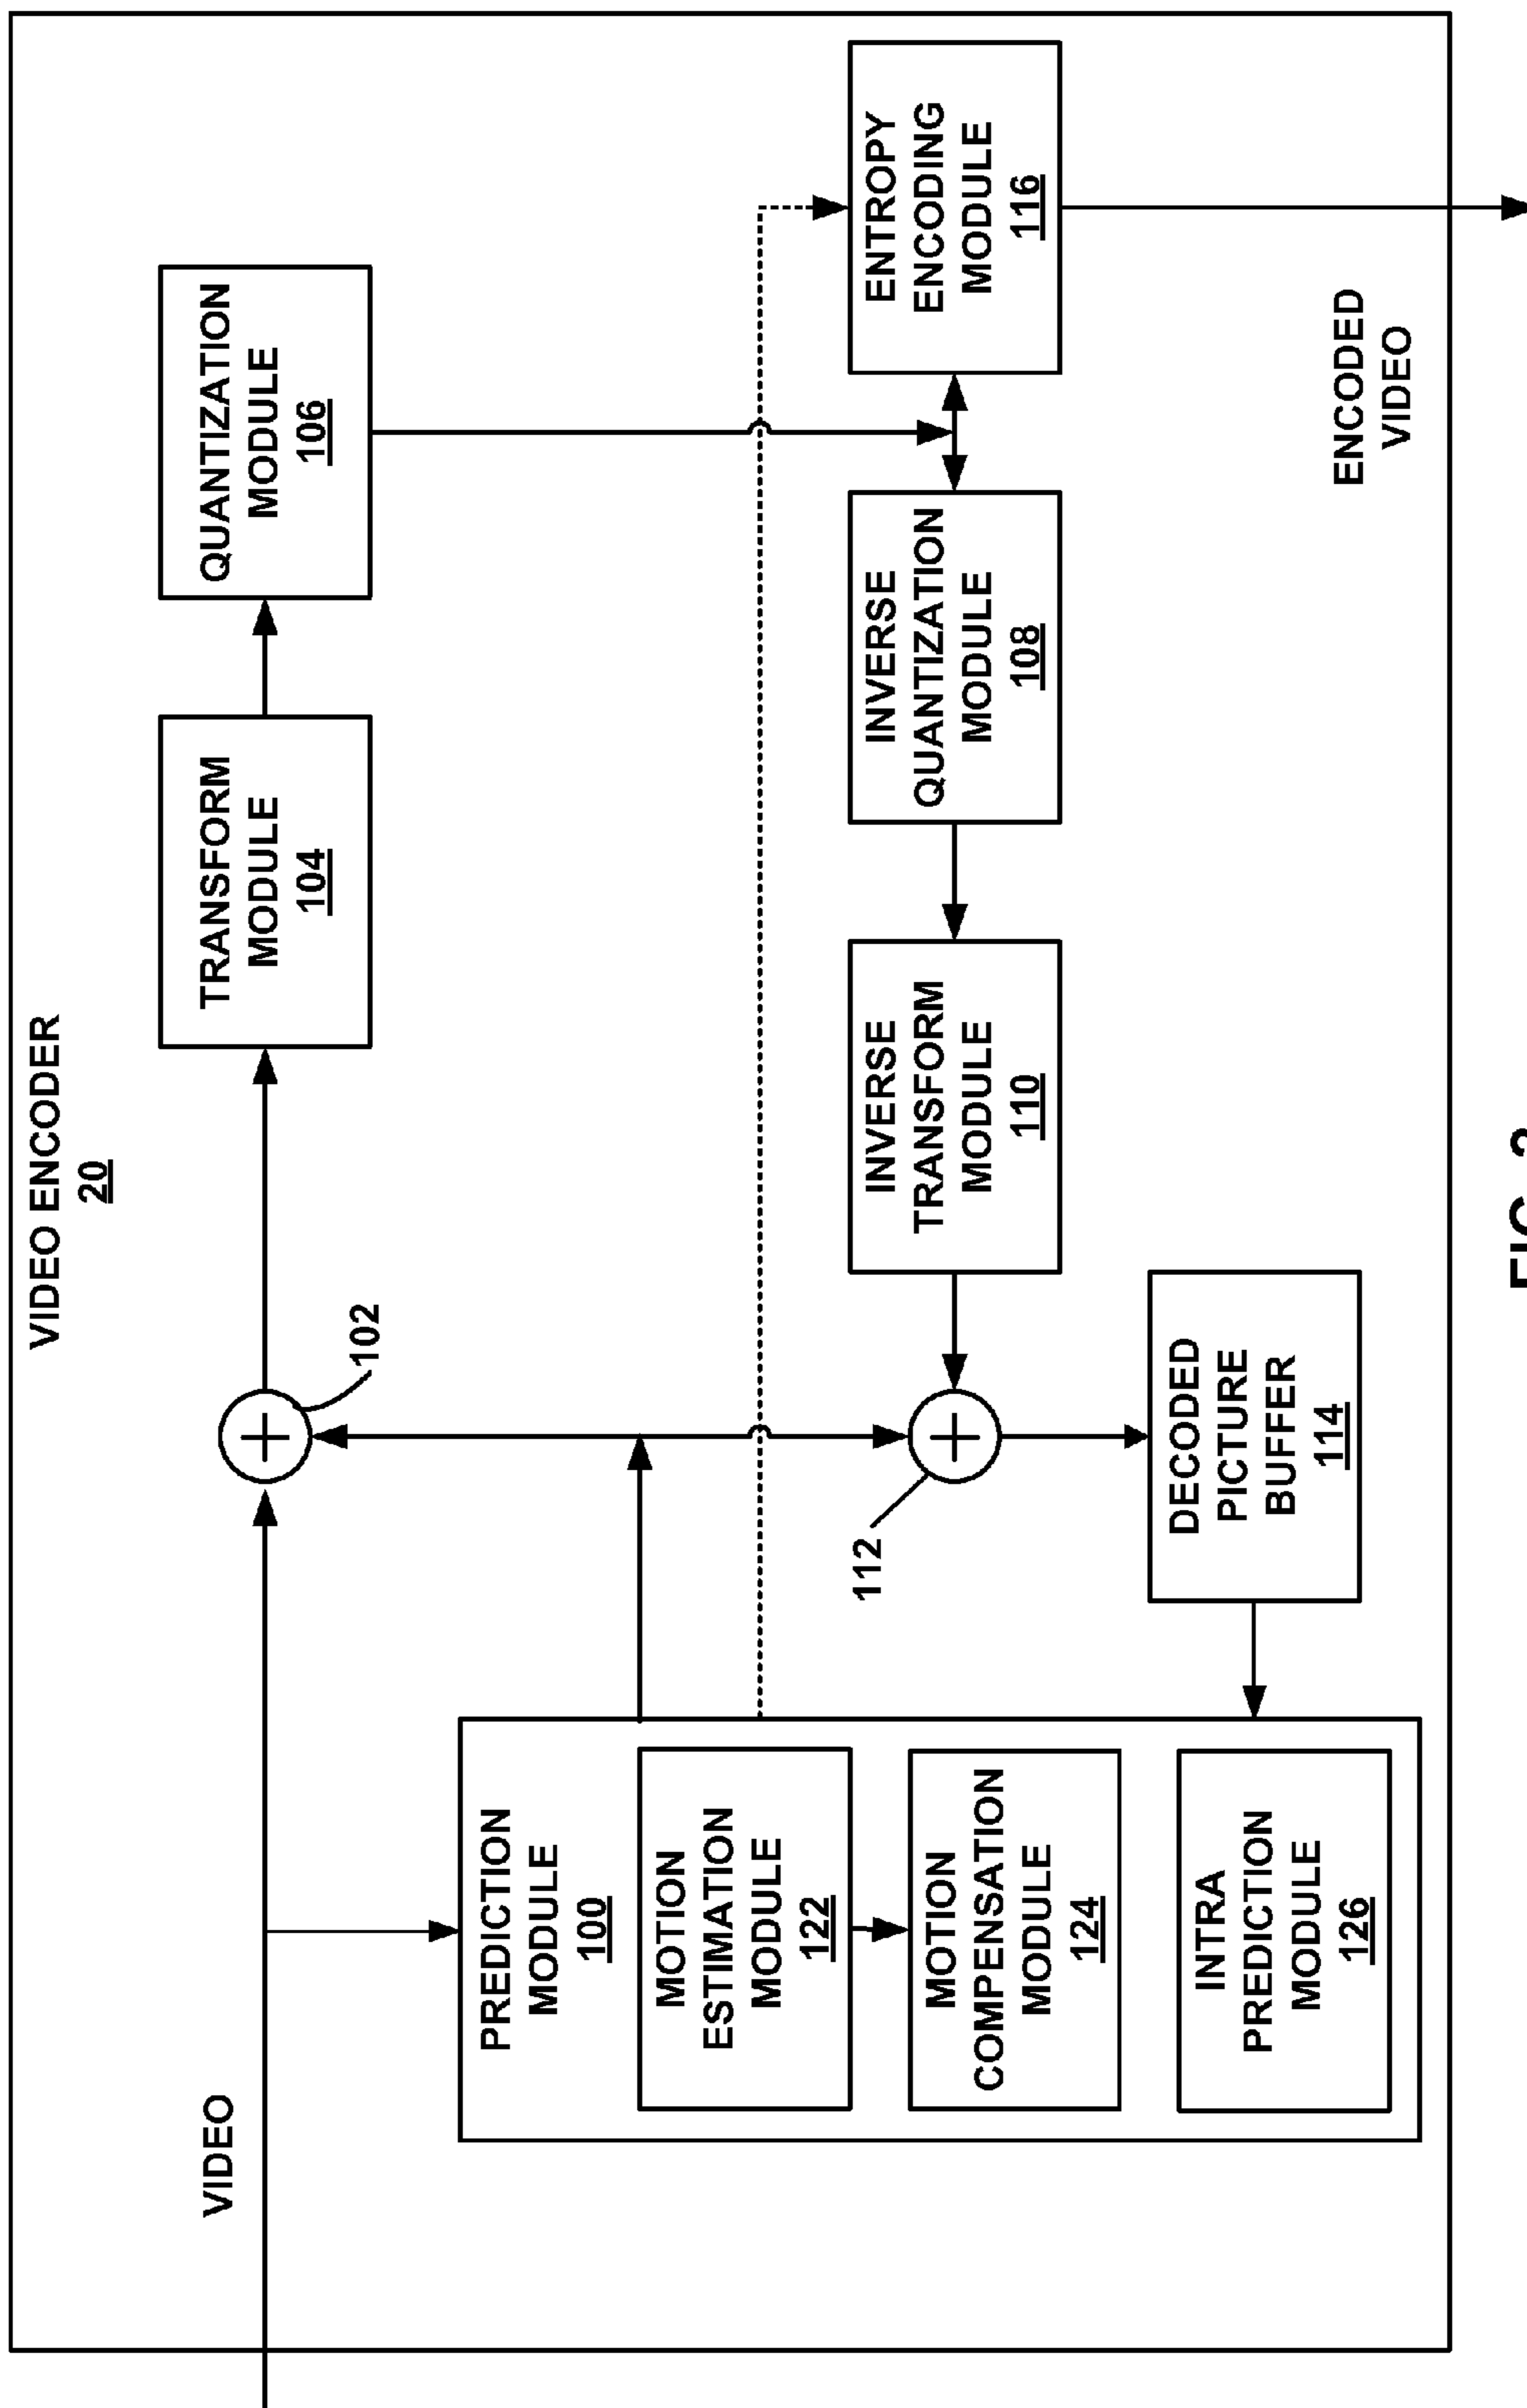 VIDEO ENCODER
20
VIDEO
102
TRANSFORM
MODULE
104
QUANTIZATION
MODULE
106
PREDICTION
MODULE
100
MOTION
ESTIMATION
MODULE
122
MOTION
COMPENSATION
MODULE
124
INTRA
PREDICTION
MODULE
126
112
INVERSE
TRANSFORM
MODULE
110
INVERSE
QUANTIZATION
MODULE
108
ENTROPY
ENCODING
MODULE
116
DECODED
PICTURE
BUFFER
114
ENCODED
VIDEO